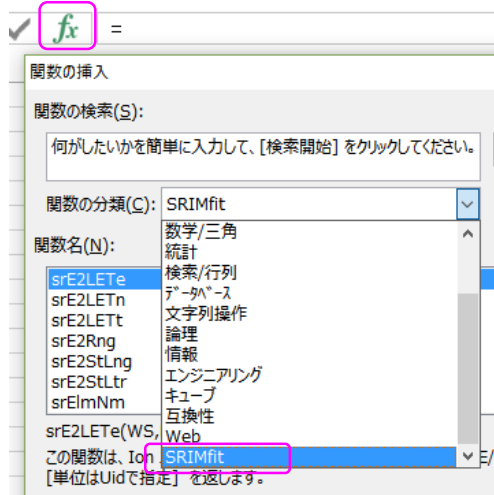 fx =
関数の挿入
関数の検索(S):
何がしたいかを簡単に入力して、[検索開始] をクリックしてください。
関数の分類(C): SRIMfit
数学/三角
統計
検索/行列
データベース
文字列操作
論理
情報
エンジニアリング
キューブ
互換性
Web
SRIMfit
関数名(N):
srE2LETe
srE2LETn
srE2LETt
srE2Rng
srE2StLng
srE2StLtr
srElmNm
srE2LETe(WS,
この関数は、Ion E/
[単位はUidで指定] を返します。